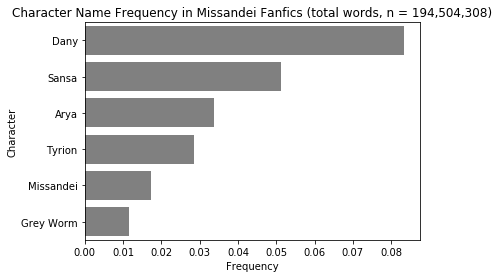 Character Name Frequency in Missandei Fanfics (total words, n = 194,504,308)
Dany
Sansa
Arya
Tyrion
Missandei
Grey Worm
Character
0.00 0.01 0.02 0.03 0.04 0.05 0.06 0.07 0.08
Frequency